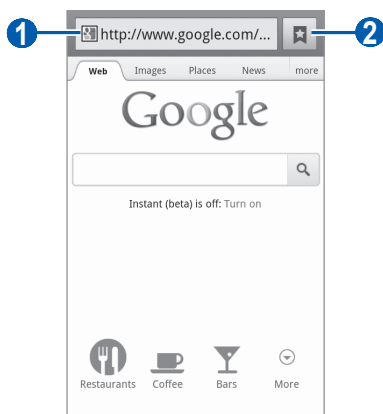 1 http://www.google.com/... 2
Web Images Places News more
Google
Instant (beta) is off: Turn on
Restaurants Coffee Bars More